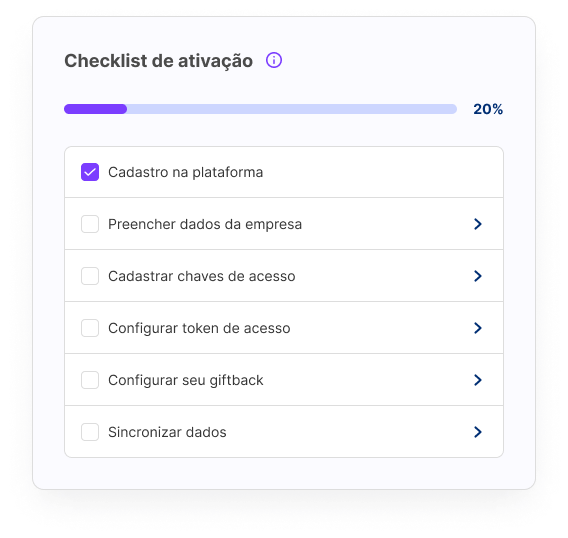 Checklist de ativação
20%
Cadastro na plataforma
Preencher dados da empresa
Cadastrar chaves de acesso
Configurar token de acesso
Configurar seu giftback
Sincronizar dados